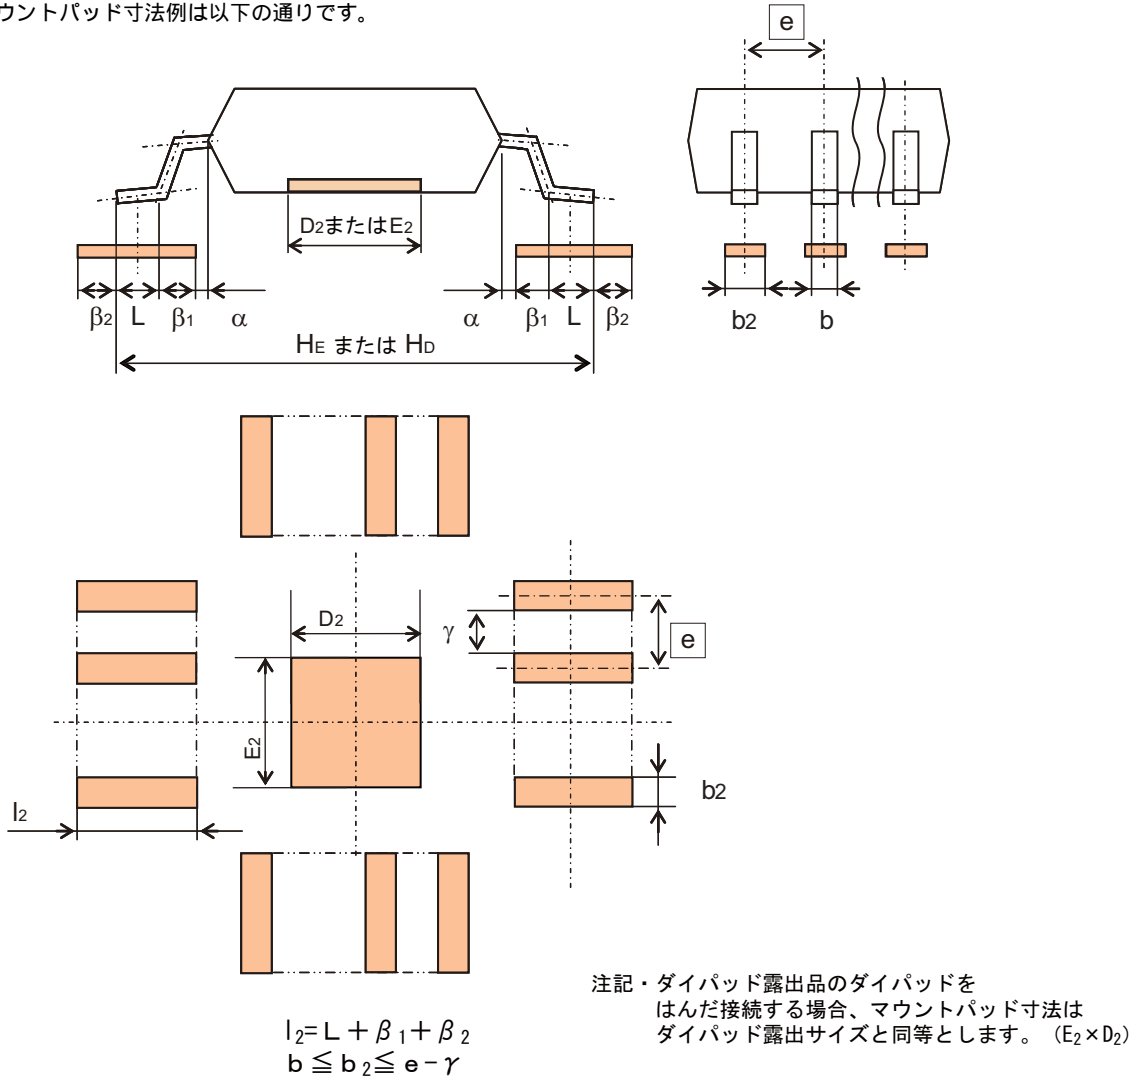 ウントパッド寸法例は以下の通りです。
e
D2またはE2
β2 L β1 α
α β1 L β2
b2 b
HE または HD
D2
γ
e
E2
b2
l2
注記・ダイパッド露出品のダイパッドを
はんだ接続する場合、マウントパッド寸法は
ダイパッド露出サイズと同等とします。（E2×D2）
l2=L＋β1＋β2
b≦b2≦e−γ